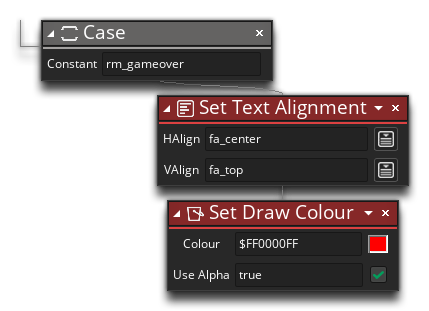 Case
Constant rm_gameover
Set Text Alignment
HAlign fa_center
VAlign fa_top
Set Draw Colour
Colour $FF0000FF
Use Alpha true